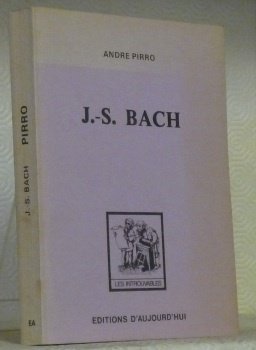 ANDRE PIRRO
J.-S. BACH
LES INTROUVABLES
EDITIONS D'AUJOURD'HUI
J. S. BACH PIRRO
EA